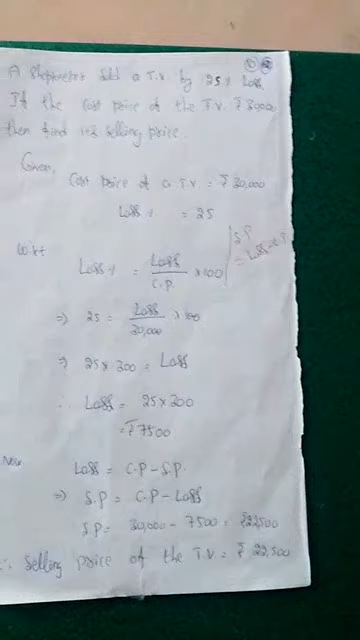 A Shopkeeper Sold a T.V. by 25% Loss.
If the Cost price of the T.V. ₹ 30,000
then find its Selling price.
Given,
Cost price of a T.V = ₹ 30,000
Loss % = 25
W.k.t
Loss % = Loss / C.P. × 100
S.P
⇒ 25 = Loss / 30,000 × 100
⇒ 25 × 300 = Loss
∴ Loss = 25 × 300
= ₹ 7500
Now
Loss = C.P – S.P.
⇒ S.P = C.P – Loss
S.P = 30,000 – 7500 = ₹22,500
∴ Selling price of the T.V = ₹ 22,500